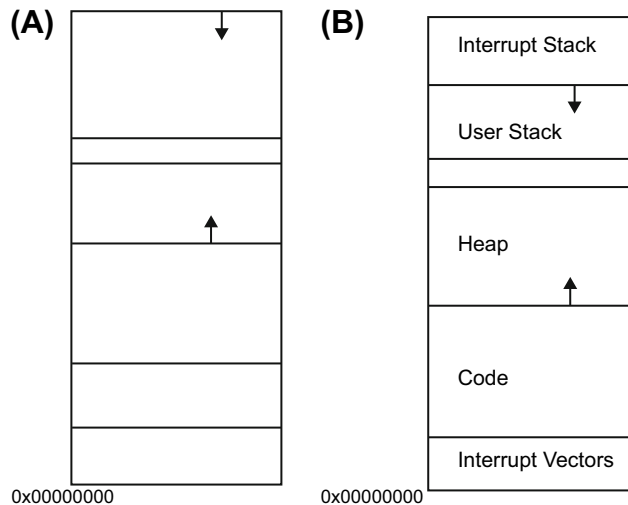 (A)
0x00000000
(B)
Interrupt Stack
User Stack
Heap
Code
Interrupt Vectors
0x00000000